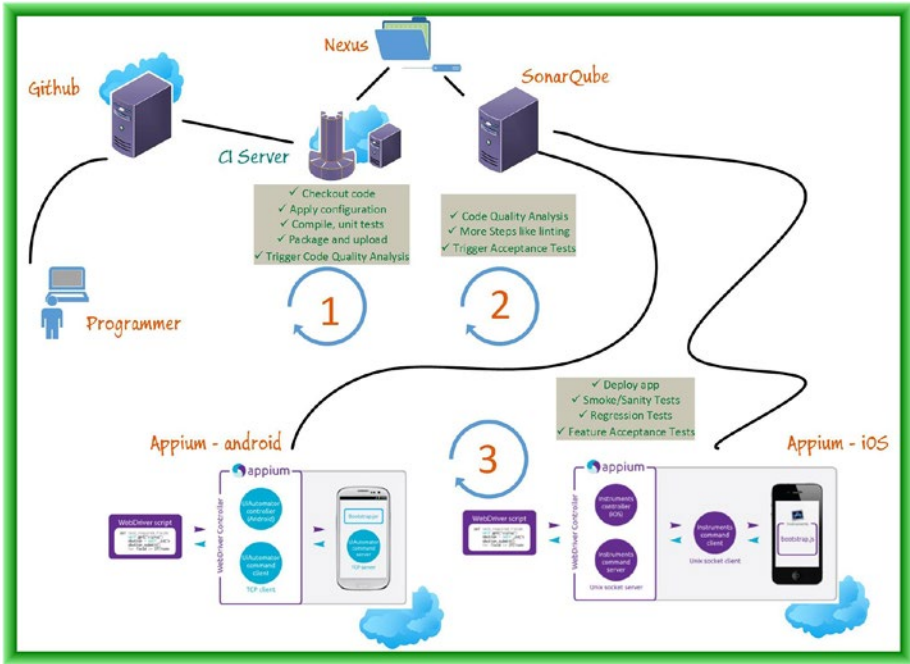 Nexus
Github
SonarQube
CI Server
✓ Checkout code
✓ Apply configuration
✓ Compile, unit tests
✓ Package and upload
✓ Trigger Code Quality Analysis
✓ Code Quality Analysis
✓ More Steps like linting
✓ Trigger Acceptance Tests
1
2
Programmer
✓ Deploy app
✓ Smoke/Sanity Tests
✓ Regression Tests
✓ Feature Acceptance Tests
Appium - android
3
Appium - iOS
appium
WebDriver Controller
WebDriver script
UIAutomator
controller
(Android)
UIAutomator
command
client
TCP client
Bootstrap.jar
UIAutomator
command
server
TCP server
appium
WebDriver Controller
WebDriver script
Instruments
controller
(iOS)
Instruments
command
server
Unix socket server
Instruments
command
client
Unix socket client
Instruments
bootstrap.js